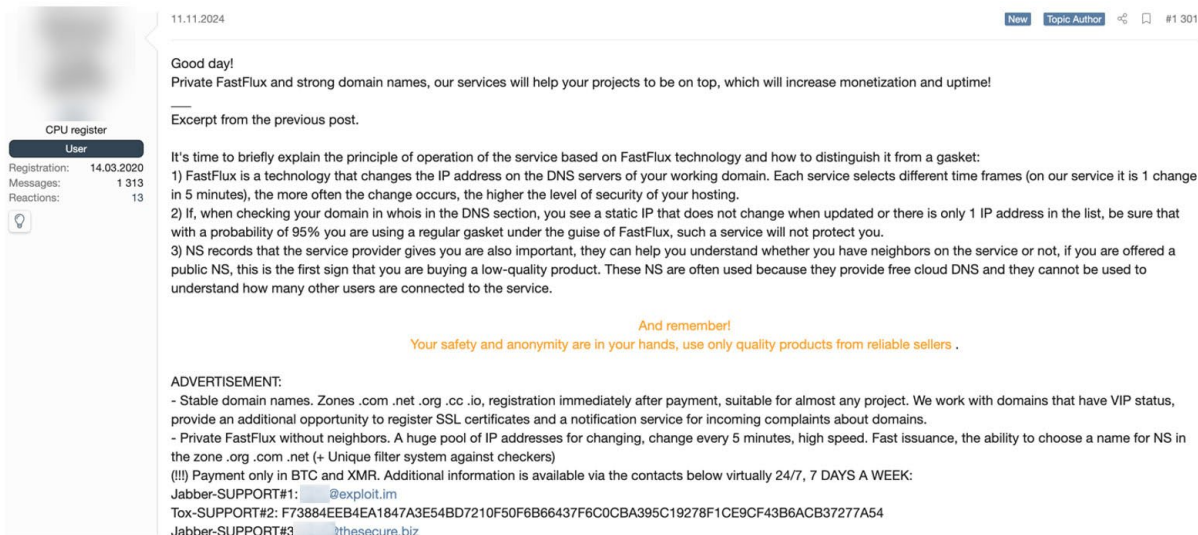 11.11.2024
New Topic Author #1 301
CPU register
User
Registration: 14.03.2020
Messages: 1 313
Reactions: 13
Good day!
Private FastFlux and strong domain names, our services will help your projects to be on top, which will increase monetization and uptime!
___
Excerpt from the previous post.
It's time to briefly explain the principle of operation of the service based on FastFlux technology and how to distinguish it from a gasket:
1) FastFlux is a technology that changes the IP address on the DNS servers of your working domain. Each service selects different time frames (on our service it is 1 change
in 5 minutes), the more often the change occurs, the higher the level of security of your hosting.
2) If, when checking your domain in whois in the DNS section, you see a static IP that does not change when updated or there is only 1 IP address in the list, be sure that
with a probability of 95% you are using a regular gasket under the guise of FastFlux, such a service will not protect you.
3) NS records that the service provider gives you are also important, they can help you understand whether you have neighbors on the service or not, if you are offered a
public NS, this is the first sign that you are buying a low-quality product. These NS are often used because they provide free cloud DNS and they cannot be used to
understand how many other users are connected to the service.
And remember!
Your safety and anonymity are in your hands, use only quality products from reliable sellers .
ADVERTISEMENT:
- Stable domain names. Zones .com .net .org .cc .io, registration immediately after payment, suitable for almost any project. We work with domains that have VIP status,
provide an additional opportunity to register SSL certificates and a notification service for incoming complaints about domains.
- Private FastFlux without neighbors. A huge pool of IP addresses for changing, change every 5 minutes, high speed. Fast issuance, the ability to choose a name for NS in
the zone .org .com .net (+ Unique filter system against checkers)
(!!!) Payment only in BTC and XMR. Additional information is available via the contacts below virtually 24/7, 7 DAYS A WEEK:
Jabber-SUPPORT#1: @exploit.im
Tox-SUPPORT#2: F73884EEB4EA1847A3E54BD7210F50F6B66437F6C0CBA395C19278F1CE9CF43B6ACB37277A54
Jabber-SUPPORT#3 thesecure.biz